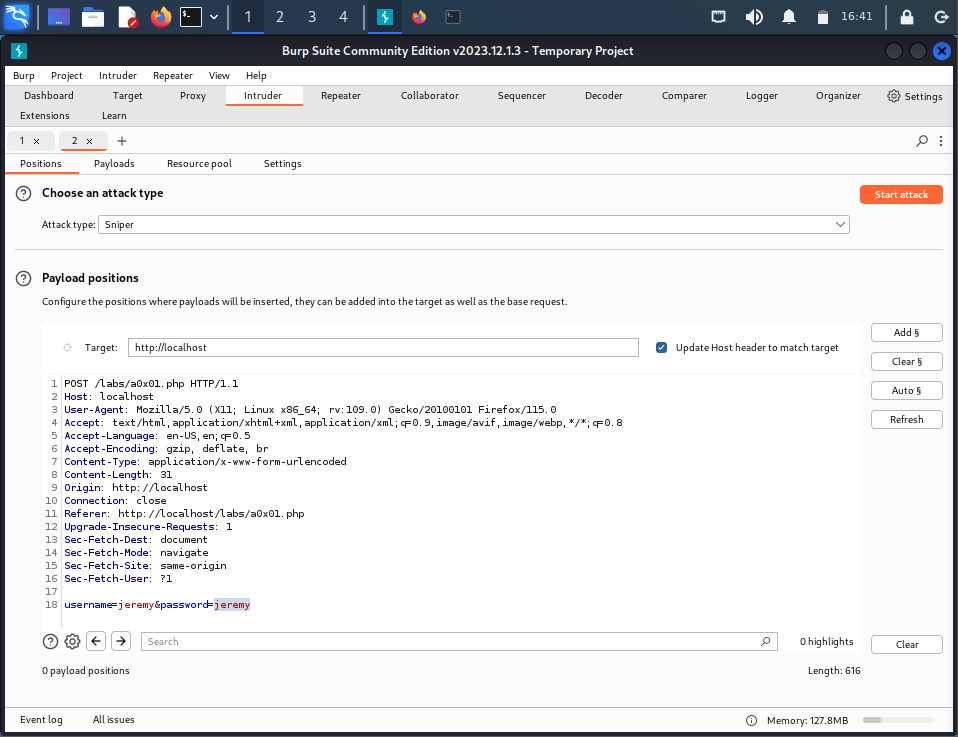 1 2 3 4 16:41
Burp Suite Community Edition v2023.12.1.3 - Temporary Project
Burp Project Intruder Repeater View Help
Dashboard Target Proxy Intruder Repeater Collaborator Sequencer Decoder Comparer Logger Organizer Settings
Extensions Learn
1 × 2 × +
Positions Payloads Resource pool Settings
? Choose an attack type Start attack
Attack type: Sniper
? Payload positions
Configure the positions where payloads will be inserted, they can be added into the target as well as the base request.
Add §
Target: http://localhost Update Host header to match target
Clear §
Auto §
Refresh
1 POST /labs/a0x01.php HTTP/1.1
2 Host: localhost
3 User-Agent: Mozilla/5.0 (X11; Linux x86_64; rv:109.0) Gecko/20100101 Firefox/115.0
4 Accept: text/html,application/xhtml+xml,application/xml;q=0.9,image/avif,image/webp,*/*;q=0.8
5 Accept-Language: en-US,en;q=0.5
6 Accept-Encoding: gzip, deflate, br
7 Content-Type: application/x-www-form-urlencoded
8 Content-Length: 31
9 Origin: http://localhost
10 Connection: close
11 Referer: http://localhost/labs/a0x01.php
12 Upgrade-Insecure-Requests: 1
13 Sec-Fetch-Dest: document
14 Sec-Fetch-Mode: navigate
15 Sec-Fetch-Site: same-origin
16 Sec-Fetch-User: ?1
17
18 username=jeremy&password=jeremy
? Search 0 highlights Clear
0 payload positions Length: 616
Event log All issues Memory: 127.8MB